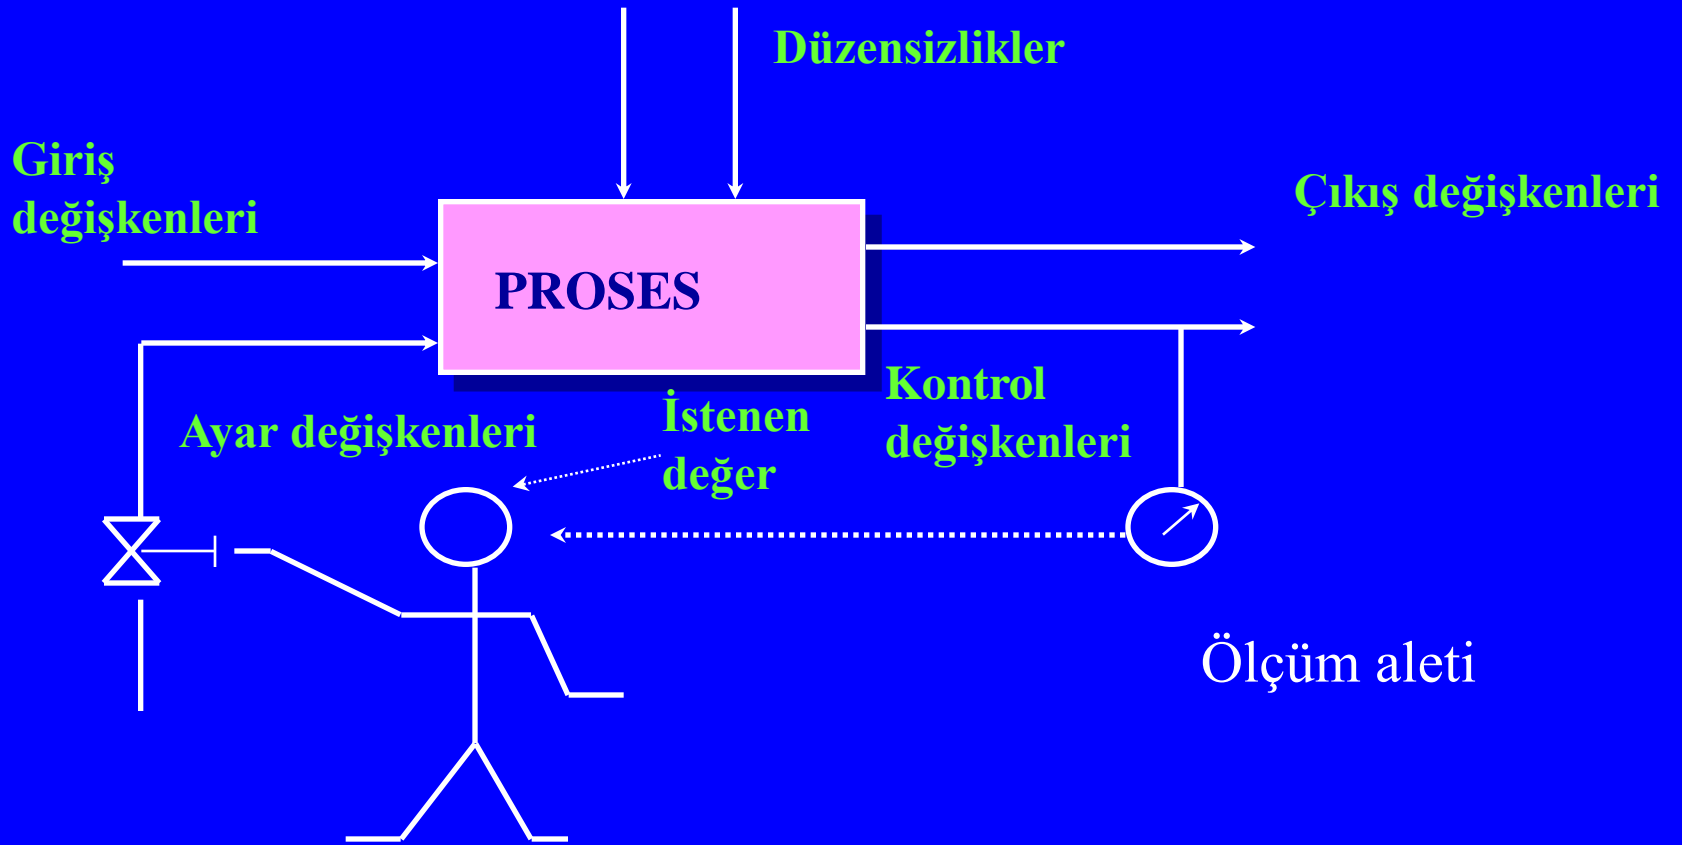 Düzensizlikler
Giriş
değişkenleri
Çıkış değişkenleri
PROSES
Ayar değişkenleri
İstenen
değer
Kontrol
değişkenleri
Ölçüm aleti